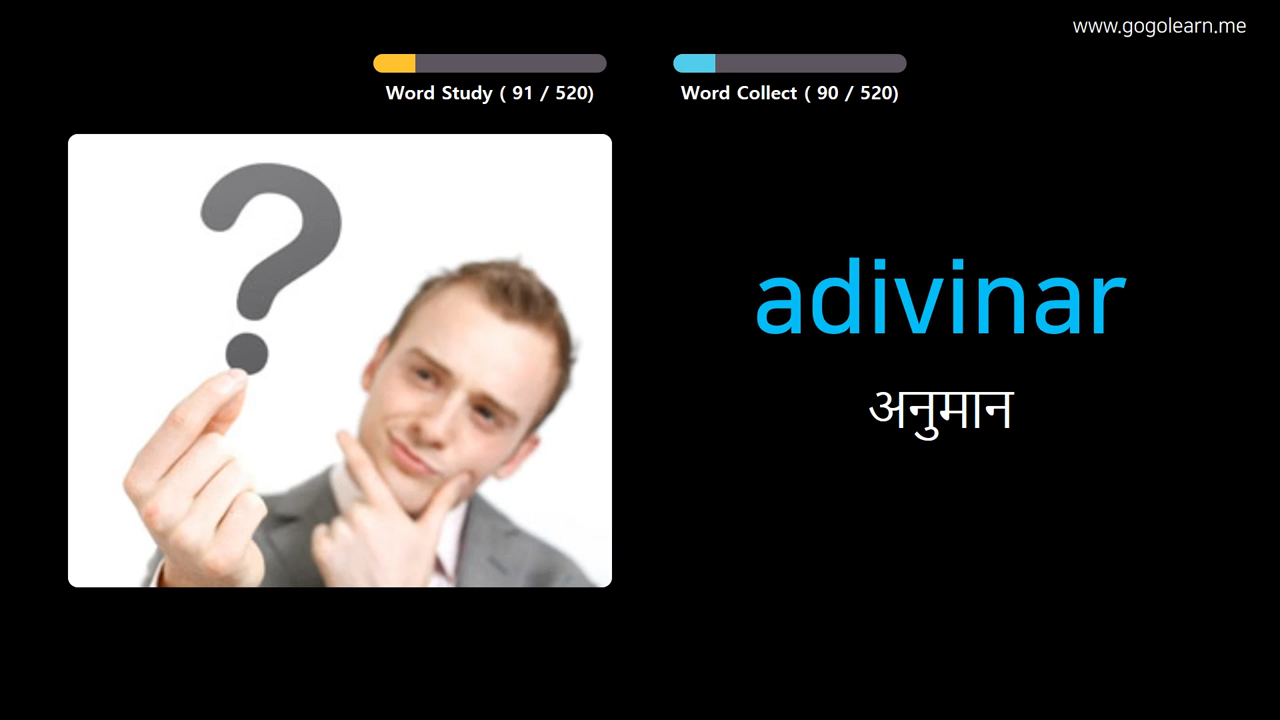 www.gogolearn.me
Word Study ( 91 / 520)
Word Collect ( 90 / 520)
adivinar
अनुमान